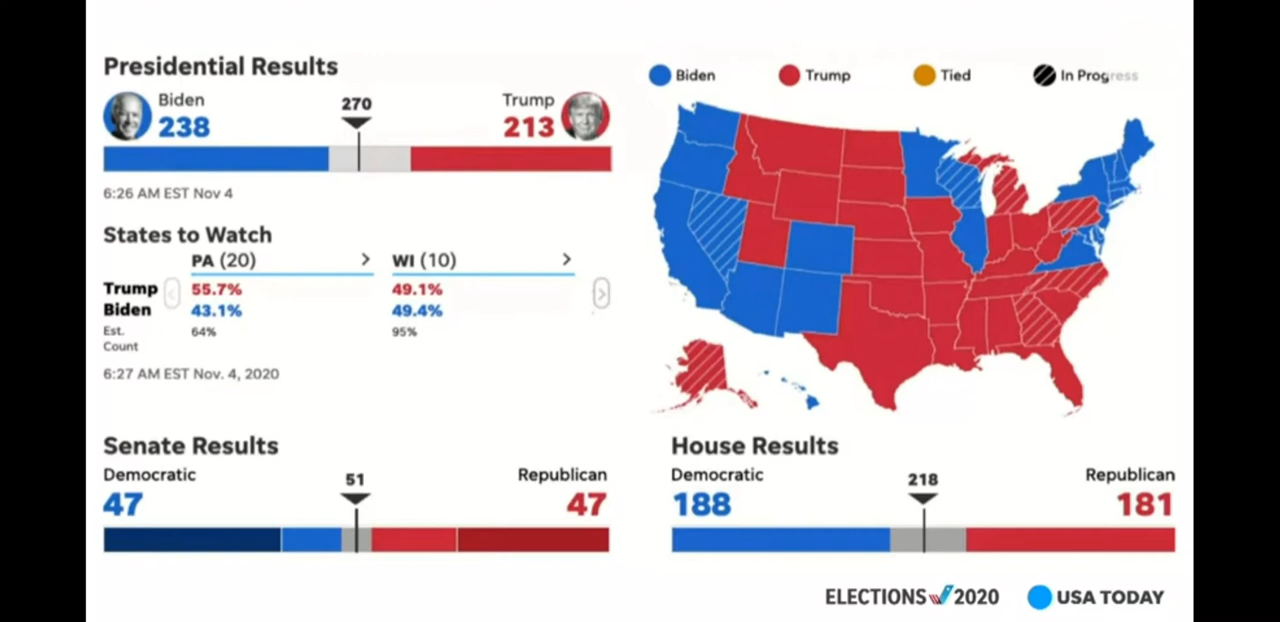 Presidential Results
Biden
238
270
Trump
213
6:26 AM EST Nov 4
States to Watch
PA (20) >
WI (10) >
Trump 55.7% 49.1%
Biden 43.1% 49.4%
Est. Count 64% 95%
6:27 AM EST Nov. 4, 2020
Biden Trump Tied In Progress
Senate Results
Democratic
47
51
Republican
47
House Results
Democratic
188
218
Republican
181
ELECTIONS 2020 USA TODAY